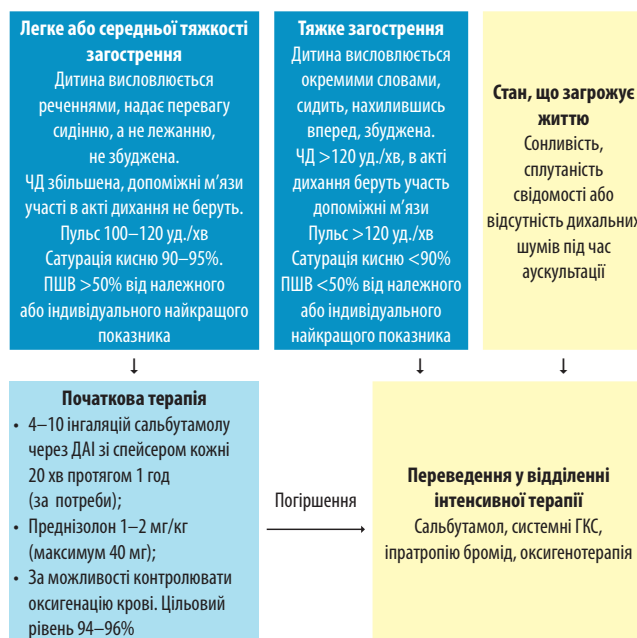 Легке або середньої тяжкості
загострення
Дитина висловлюється
реченнями, надає перевагу
сидінню, а не лежанню,
не збуджена.
ЧД збільшена, допоміжні м’язи
участі в акті дихання не беруть.
Пульс 100–120 уд./хв
Сатурація кисню 90–95%.
ПШВ >50% від належного
або індивідуального найкращого
показника
Тяжке загострення
Дитина висловлюється
окремими словами,
сидить, нахилившись
вперед, збуджена.
ЧД >120 уд./хв, в акті
дихання беруть участь
допоміжні м’язи
Пульс >120 уд./хв
Сатурація кисню <90%
ПШВ <50% від належного
або індивідуального
найкращого показника
Стан, що загрожує
життю
Сонливість,
сплутаність
свідомості або
відсутність дихальних
шумів під час
аускультації
Початкова терапія
• 4–10 інгаляцій сальбутамолу
через ДАІ зі спейсером кожні
20 хв протягом 1 год
(за потреби);
• Преднізолон 1–2 мг/кг
(максимум 40 мг);
• За можливості контролювати
оксигенацію крові. Цільовий
рівень 94–96%
Погіршення
Переведення у відділенні
інтенсивної терапії
Сальбутамол, системні ГКС,
іпратропію бромід, оксигенотерапія